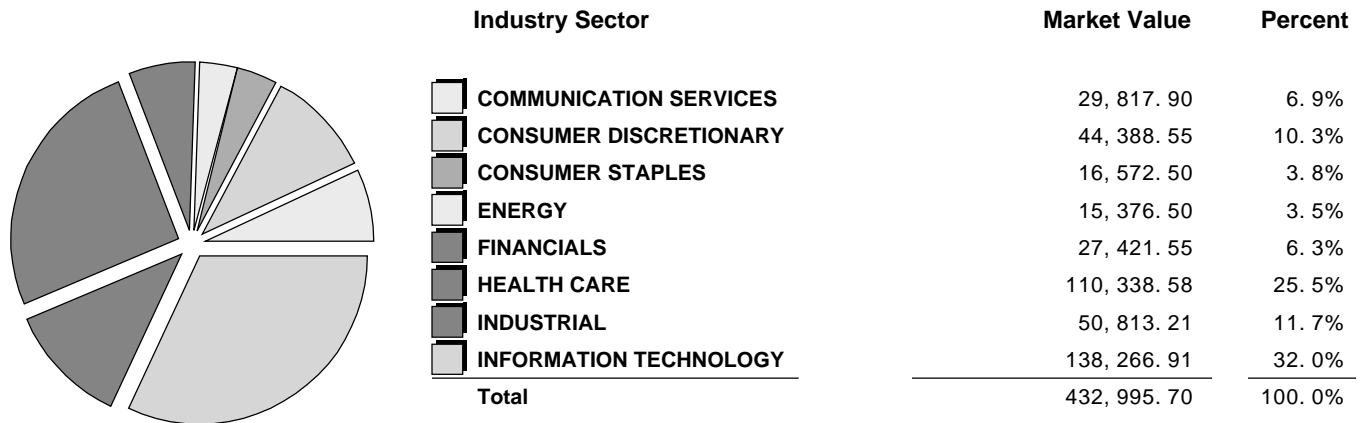 Industry Sector Market Value Percent
COMMUNICATION SERVICES 29, 817. 90 6. 9%
CONSUMER DISCRETIONARY 44, 388. 55 10. 3%
CONSUMER STAPLES 16, 572. 50 3. 8%
ENERGY 15, 376. 50 3. 5%
FINANCIALS 27, 421. 55 6. 3%
HEALTH CARE 110, 338. 58 25. 5%
INDUSTRIAL 50, 813. 21 11. 7%
INFORMATION TECHNOLOGY 138, 266. 91 32. 0%
Total 432, 995. 70 100. 0%